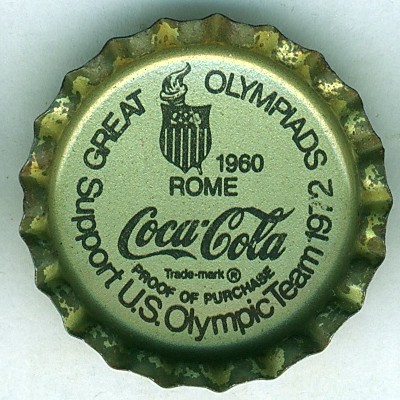 GREAT OLYMPIADS
1960
ROME
Coca-Cola
Trade-mark ®
PROOF OF PURCHASE
Support U.S. Olympic Team 1972